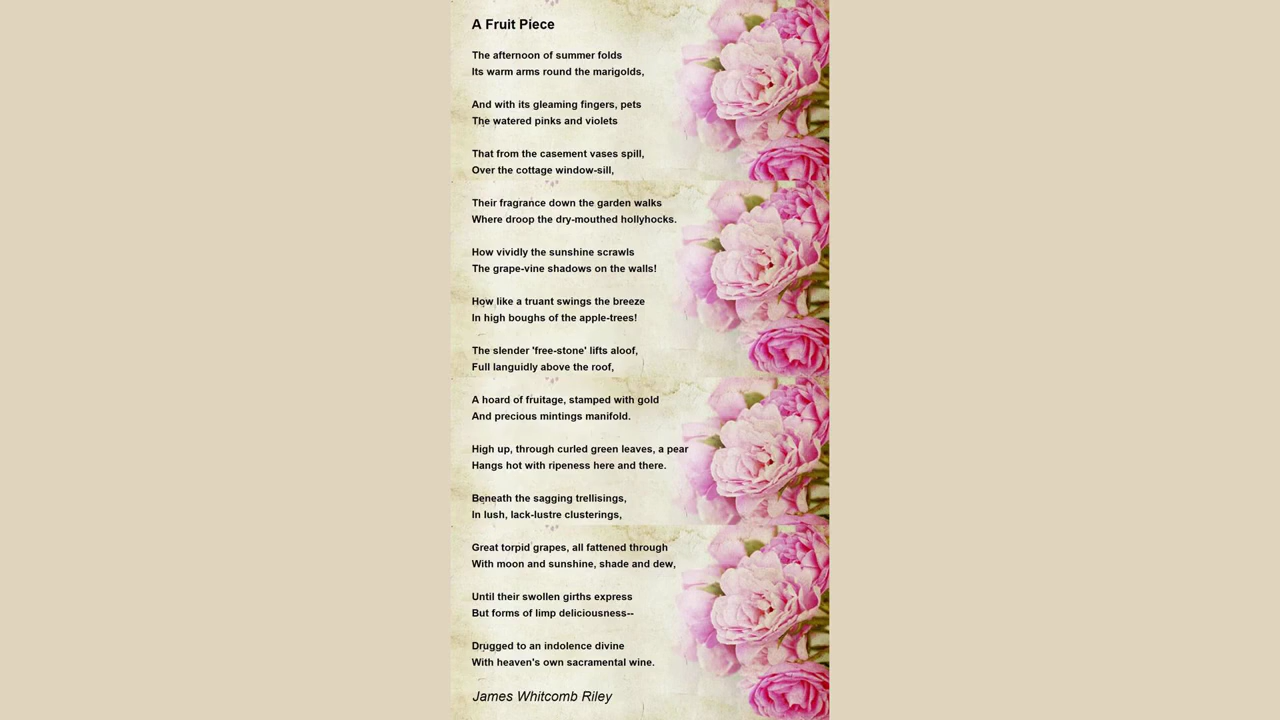 A Fruit Piece
The afternoon of summer folds
Its warm arms round the marigolds,
And with its gleaming fingers, pets
The watered pinks and violets
That from the casement vases spill,
Over the cottage window-sill,
Their fragrance down the garden walks
Where droop the dry-mouthed hollyhocks.
How vividly the sunshine scrawls
The grape-vine shadows on the walls!
How like a truant swings the breeze
In high boughs of the apple-trees!
The slender 'free-stone' lifts aloof,
Full languidly above the roof,
A hoard of fruitage, stamped with gold
And precious mintings manifold.
High up, through curled green leaves, a pear
Hangs hot with ripeness here and there.
Beneath the sagging trellisings,
In lush, lack-lustre clusterings,
Great torpid grapes, all fattened through
With moon and sunshine, shade and dew,
Until their swollen girths express
But forms of limp deliciousness--
Drugged to an indolence divine
With heaven's own sacramental wine.
James Whitcomb Riley